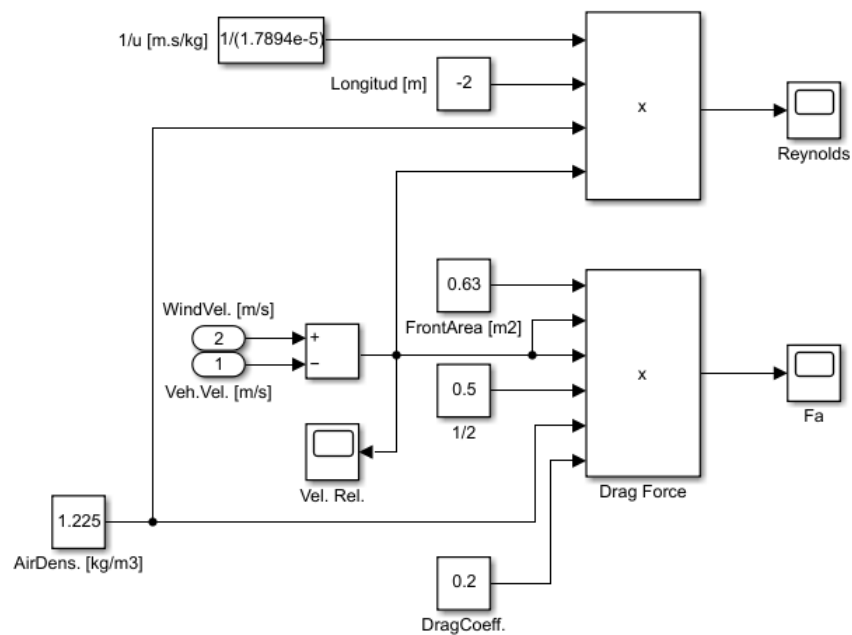 1/u [m.s/kg]
1/(1.7894e-5)
Longitud [m]
-2
x
Reynolds
0.63
FrontArea [m2]
WindVel. [m/s]
2
+
1
−
Veh.Vel. [m/s]
0.5
1/2
x
Fa
Drag Force
Vel. Rel.
1.225
AirDens. [kg/m3]
0.2
DragCoeff.